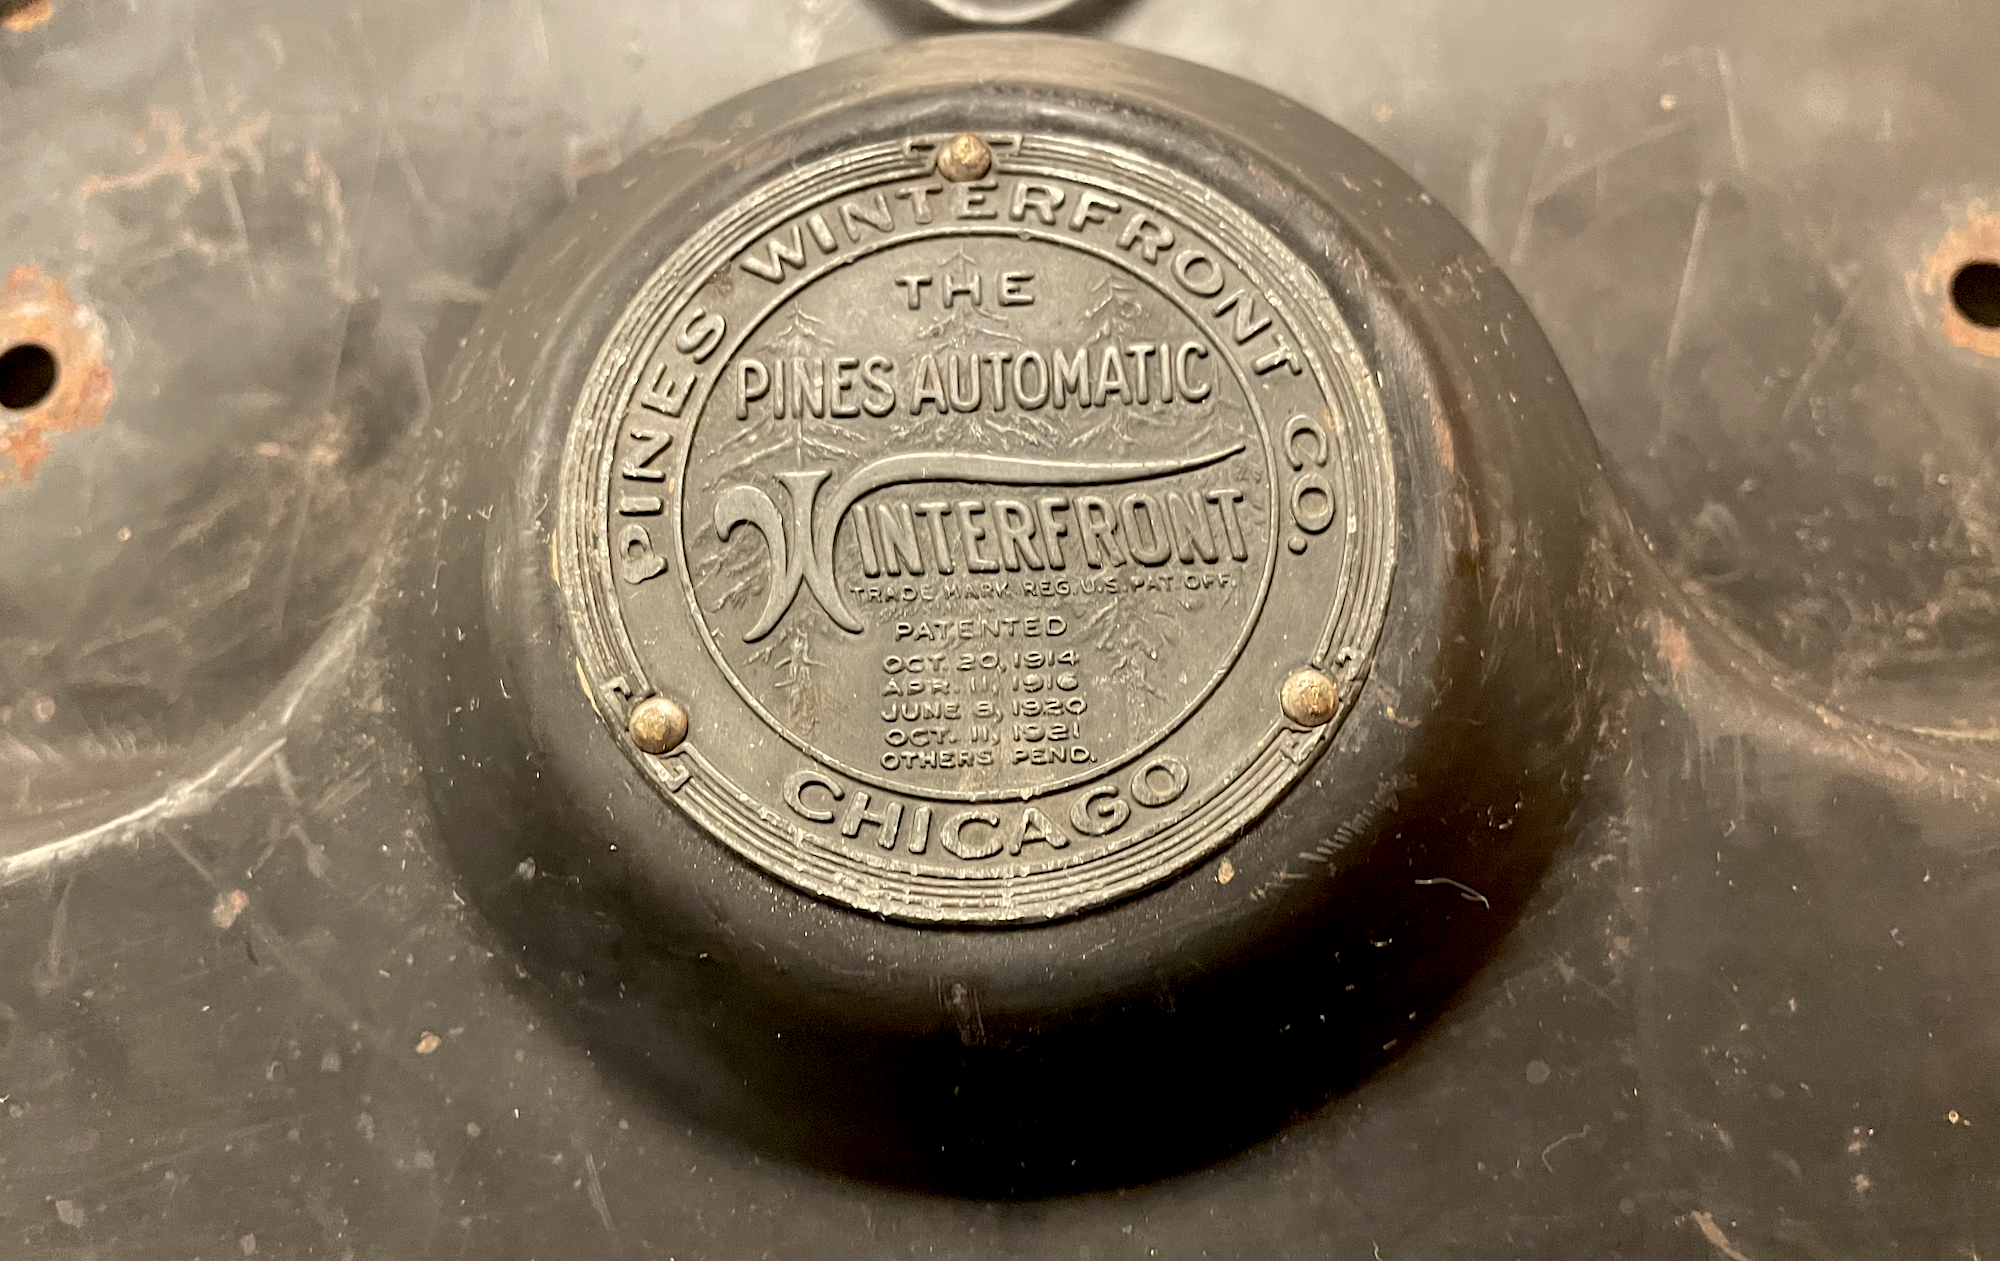 PINES WINTERFRONT CO.
THE
PINES AUTOMATIC
WINTERFRONT
TRADE MARK REG. U.S. PAT. OFF.
PATENTED
OCT. 20, 1914
APR. 11, 1916
JUNE 8, 1920
OCT. 11, 1921
OTHERS PEND.
CHICAGO